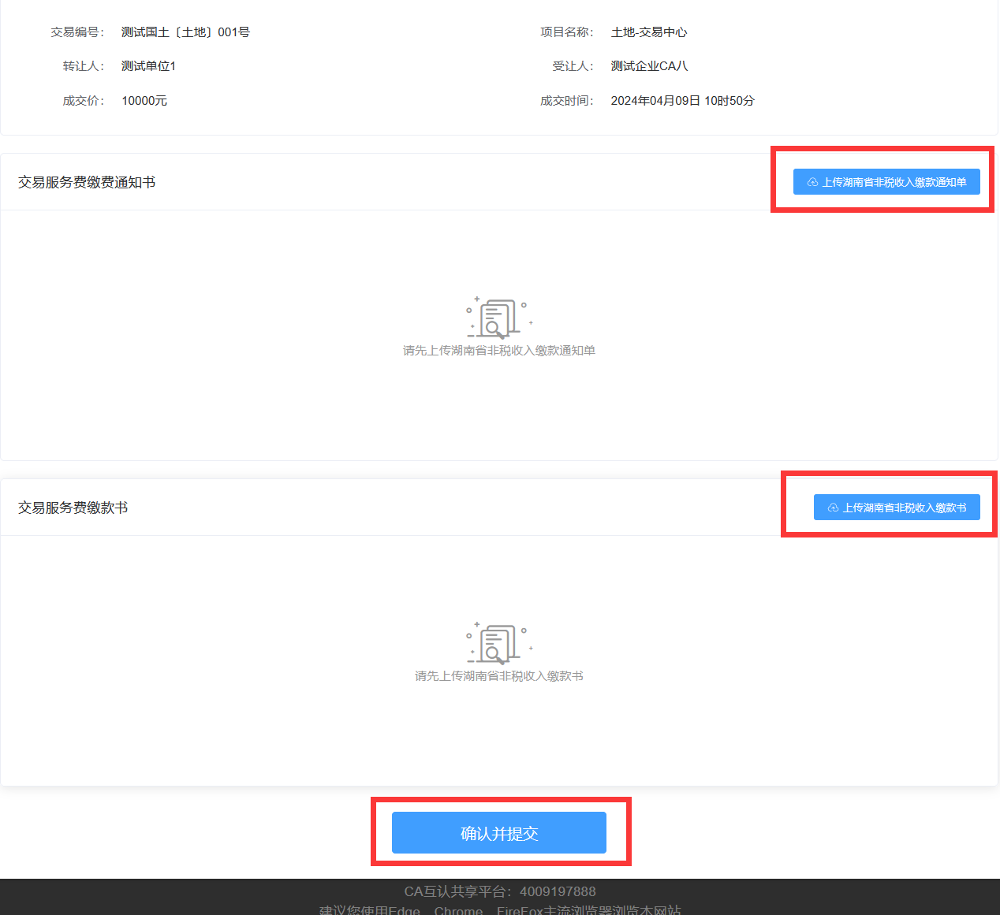 交易编号： 测试国土〔土地〕001号 项目名称： 土地-交易中心
转让人： 测试单位1 受让人： 测试企业CA八
成交价： 10000元 成交时间： 2024年04月09日 10时50分
交易服务费缴费通知书 上传湖南省非税收入缴款通知单
请先上传湖南省非税收入缴款通知单
交易服务费缴款书 上传湖南省非税收入缴款书
请先上传湖南省非税收入缴款书
确认并提交
CA互认共享平台：4009197888
建议您使用Edge、Chrome、FireFox主流浏览器浏览本网站